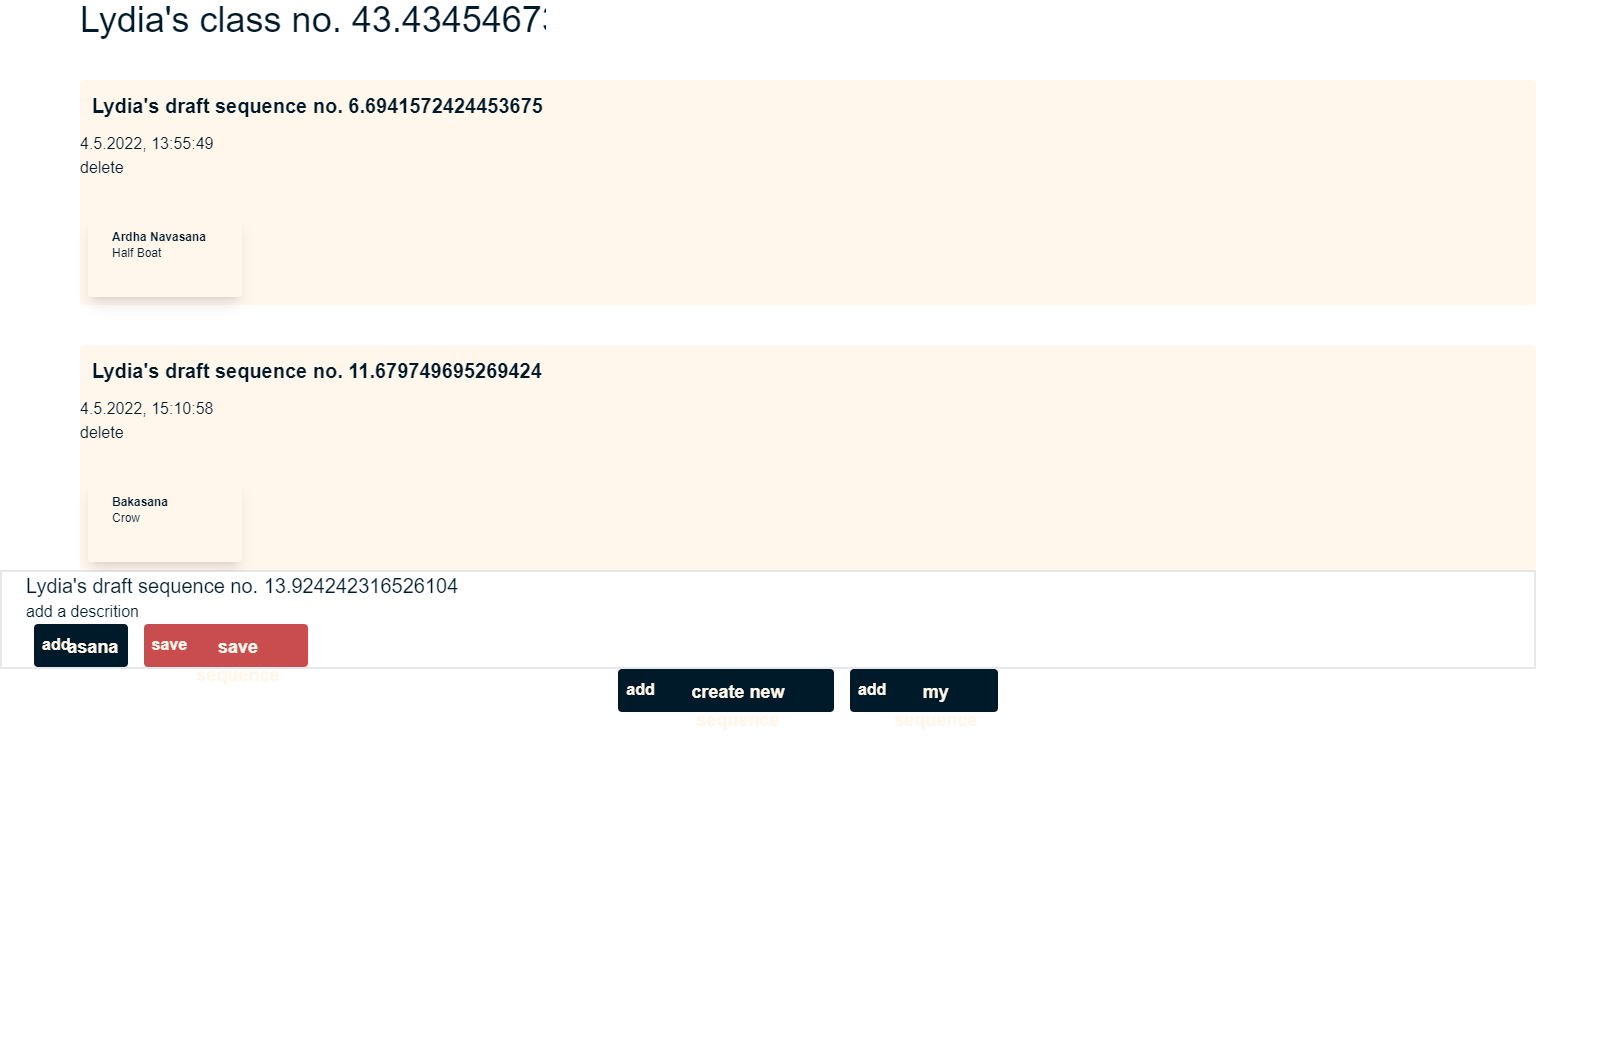 Lydia's class no. 43.4345467
Lydia's draft sequence no. 6.6941572424453675
4.5.2022, 13:55:49
delete
Ardha Navasana
Half Boat
Lydia's draft sequence no. 11.679749695269424
4.5.2022, 15:10:58
delete
Bakasana
Crow
Lydia's draft sequence no. 13.924242316526104
add a descrition
add asana save save
sequence
add create new add my
sequence sequence